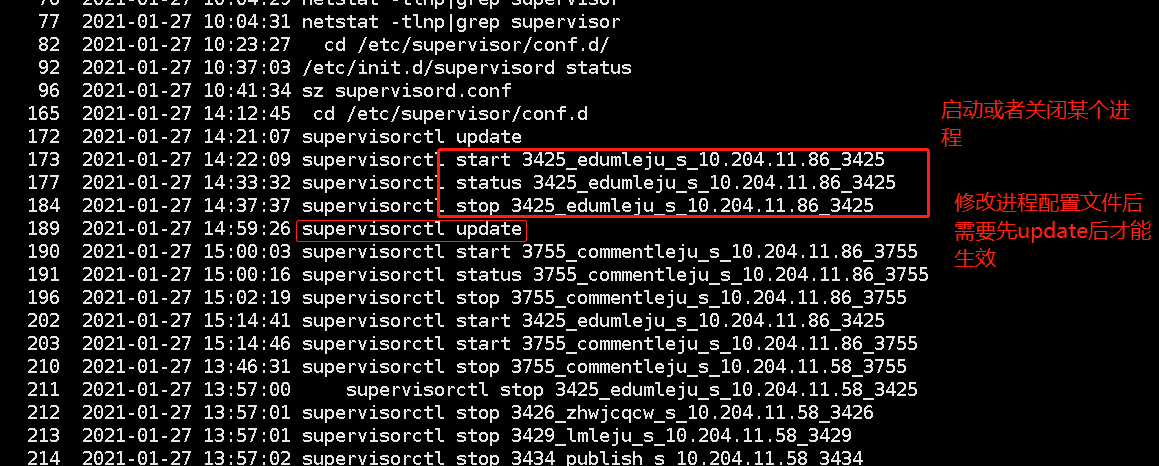 76 2021-01-27 10:04:29 netstat -tlnp|grep supervisor
77 2021-01-27 10:04:31 netstat -tlnp|grep supervisor
82 2021-01-27 10:23:27 cd /etc/supervisor/conf.d/
92 2021-01-27 10:37:03 /etc/init.d/supervisord status
96 2021-01-27 10:41:34 sz supervisord.conf
165 2021-01-27 14:12:45 cd /etc/supervisor/conf.d
172 2021-01-27 14:21:07 supervisorctl update
173 2021-01-27 14:22:09 supervisorctl start 3425_edumleju_s_10.204.11.86_3425
177 2021-01-27 14:33:32 supervisorctl status 3425_edumleju_s_10.204.11.86_3425
184 2021-01-27 14:37:37 supervisorctl stop 3425_edumleju_s_10.204.11.86_3425
189 2021-01-27 14:59:26 supervisorctl update
190 2021-01-27 15:00:03 supervisorctl start 3755_commentleju_s_10.204.11.86_3755
191 2021-01-27 15:00:16 supervisorctl status 3755_commentleju_s_10.204.11.86_3755
196 2021-01-27 15:02:19 supervisorctl stop 3755_commentleju_s_10.204.11.86_3755
202 2021-01-27 15:14:41 supervisorctl start 3425_edumleju_s_10.204.11.86_3425
203 2021-01-27 15:14:46 supervisorctl start 3755_commentleju_s_10.204.11.86_3755
210 2021-01-27 13:46:31 supervisorctl stop 3755_commentleju_s_10.204.11.58_3755
211 2021-01-27 13:57:00 supervisorctl stop 3425_edumleju_s_10.204.11.58_3425
212 2021-01-27 13:57:01 supervisorctl stop 3426_zhwjcqcw_s_10.204.11.58_3426
213 2021-01-27 13:57:01 supervisorctl stop 3429_lmleju_s_10.204.11.58_3429
214 2021-01-27 13:57:02 supervisorctl stop 3434_publish_s_10.204.11.58_3434
启动或者关闭某个进
程
修改进程配置文件后
需要先update后才能
生效